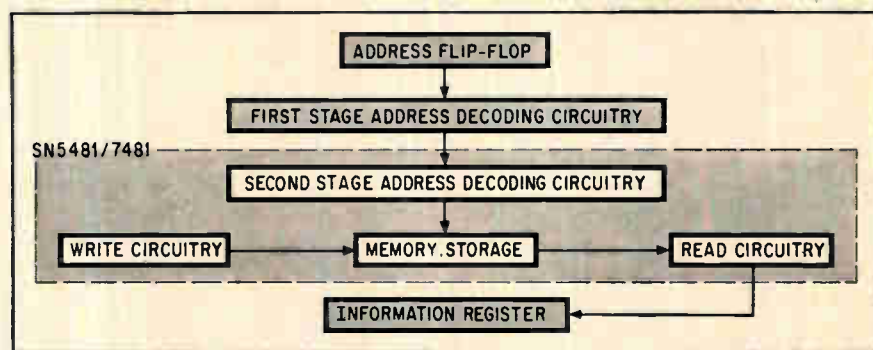 ADDRESS FLIP-FLOP
FIRST STAGE ADDRESS DECODING CIRCUITRY
SN5481/7481
SECOND STAGE ADDRESS DECODING CIRCUITRY
WRITE CIRCUITRY
MEMORY.STORAGE
READ CIRCUITRY
INFORMATION REGISTER